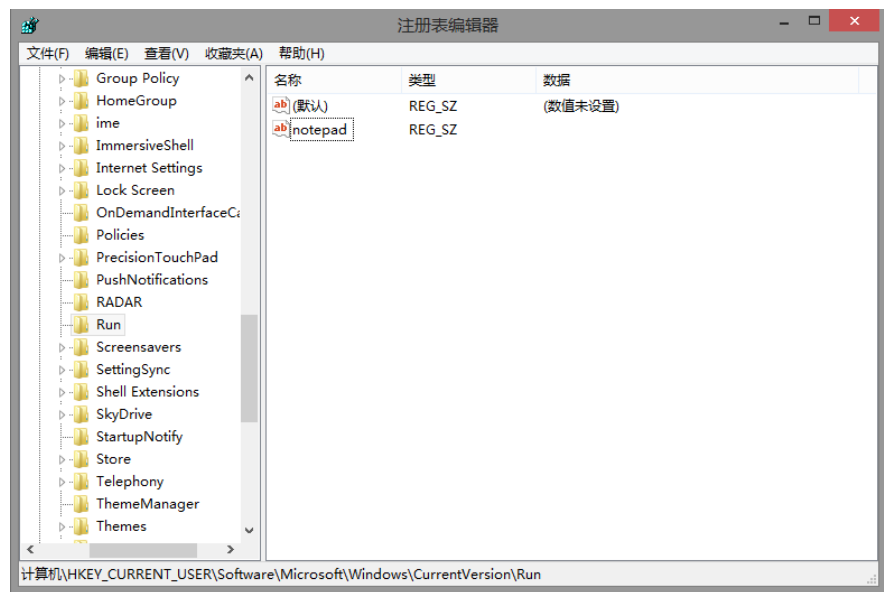 注册表编辑器
文件(F) 编辑(E) 查看(V) 收藏夹(A) 帮助(H)
Group Policy
HomeGroup
ime
ImmersiveShell
Internet Settings
Lock Screen
OnDemandInterfaceCa
Policies
PrecisionTouchPad
PushNotifications
RADAR
Run
Screensavers
SettingSync
Shell Extensions
SkyDrive
StartupNotify
Store
Telephony
ThemeManager
Themes
名称 类型 数据
ab (默认) REG_SZ (数值未设置)
ab notepad REG_SZ
计算机\HKEY_CURRENT_USER\Software\Microsoft\Windows\CurrentVersion\Run